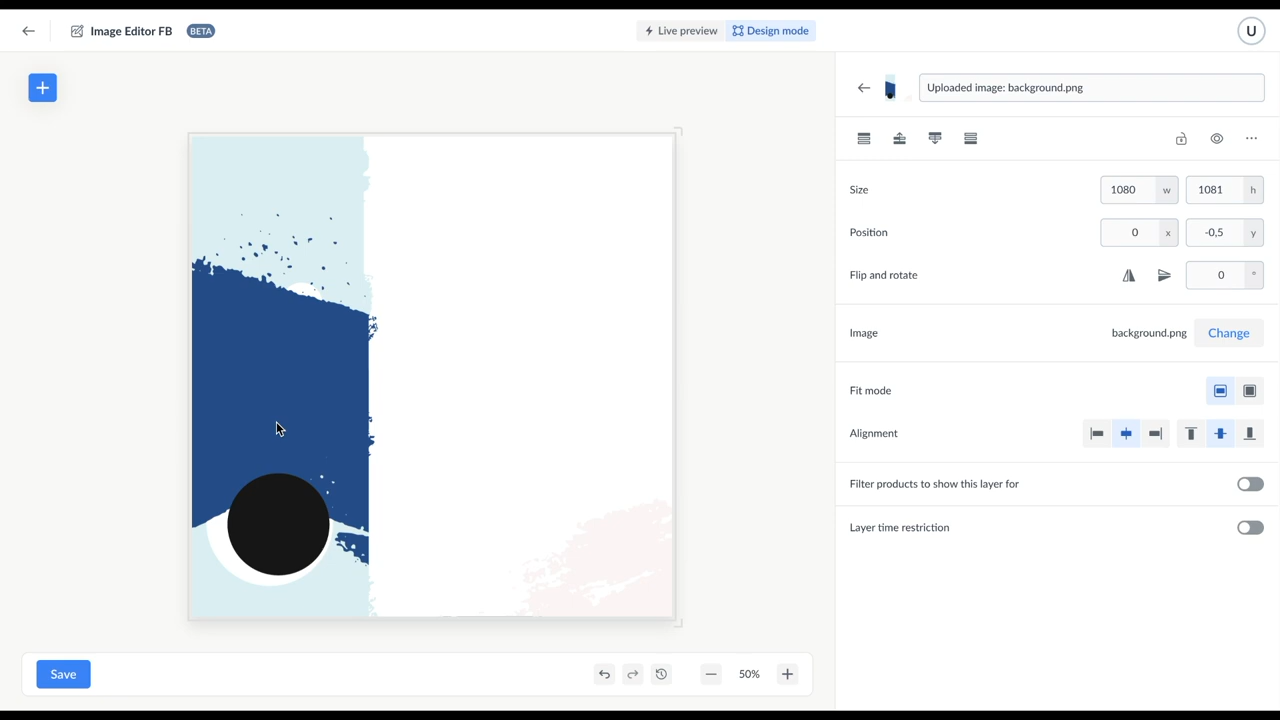 Image Editor FB BETA Live preview Design mode U
Uploaded image: background.png
Size 1080 w 1081 h
Position 0 x -0,5 y
Flip and rotate 0 °
Image background.png Change
Fit mode
Alignment
Filter products to show this layer for
Layer time restriction
Save 50%